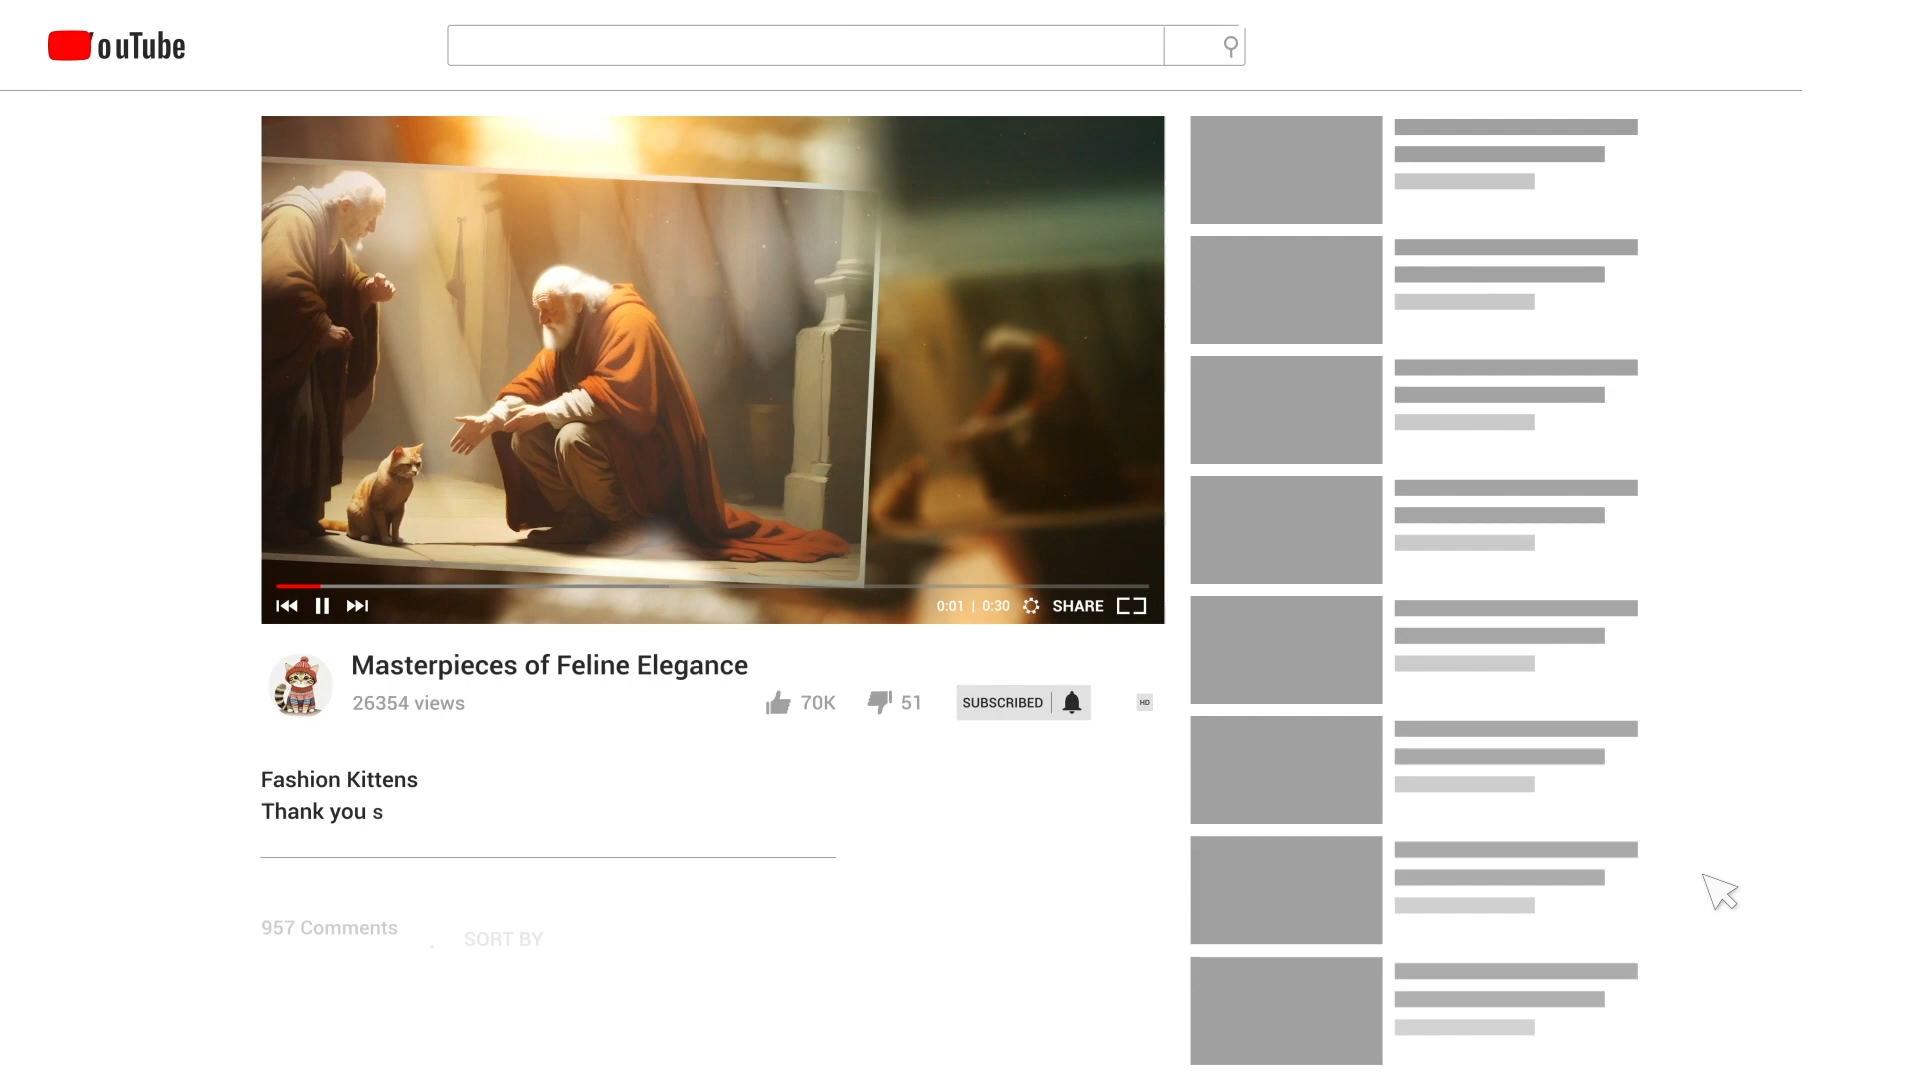 YouTube
0:01 | 0:30 SHARE
Masterpieces of Feline Elegance
26354 views
70K 51 SUBSCRIBED HD
Fashion Kittens
Thank you s
957 Comments
SORT BY